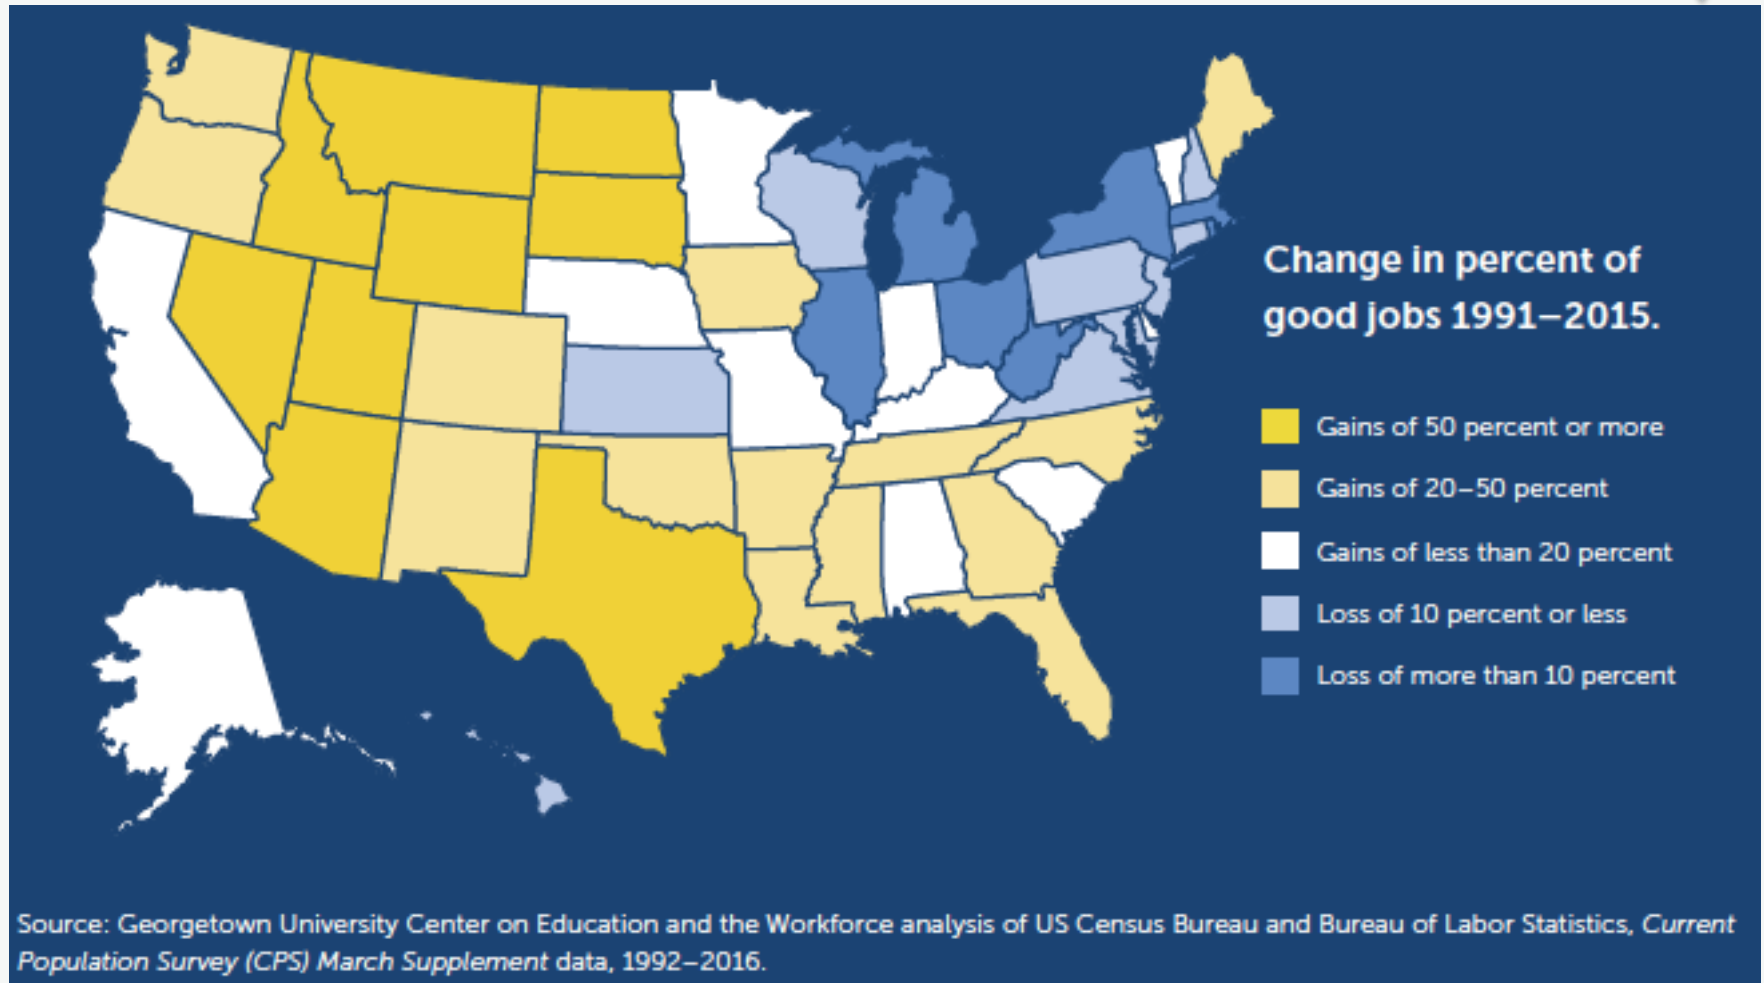 Change in percent of
good jobs 1991–2015.
Gains of 50 percent or more
Gains of 20–50 percent
Gains of less than 20 percent
Loss of 10 percent or less
Loss of more than 10 percent
Source: Georgetown University Center on Education and the Workforce analysis of US Census Bureau and Bureau of Labor Statistics, Current
Population Survey (CPS) March Supplement data, 1992–2016.